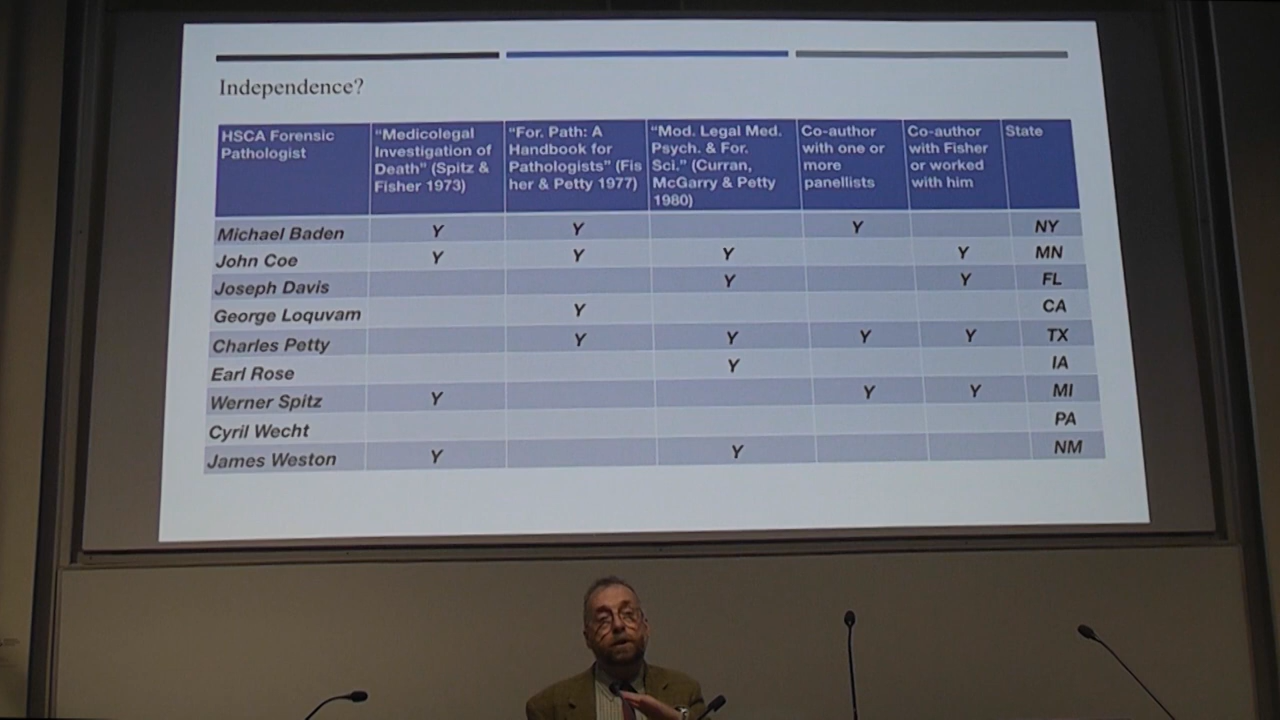 Independence?
HSCA Forensic Pathologist | "Medicolegal Investigation of Death" (Spitz & Fisher 1973) | "For. Path: A Handbook for Pathologists" (Fisher & Petty 1977) | "Mod. Legal Med. Psych. & For. Sci." (Curran, McGarry & Petty 1980) | Co-author with one or more panellists | Co-author with Fisher or worked with him | State
Michael Baden | Y | Y | | Y | | NY
John Coe | Y | Y | Y | | Y | MN
Joseph Davis | | | Y | | Y | FL
George Loquvam | | Y | | | | CA
Charles Petty | | Y | Y | Y | Y | TX
Earl Rose | | | Y | | | IA
Werner Spitz | Y | | | Y | Y | MI
Cyril Wecht | | | | | | PA
James Weston | Y | | Y | | | NM